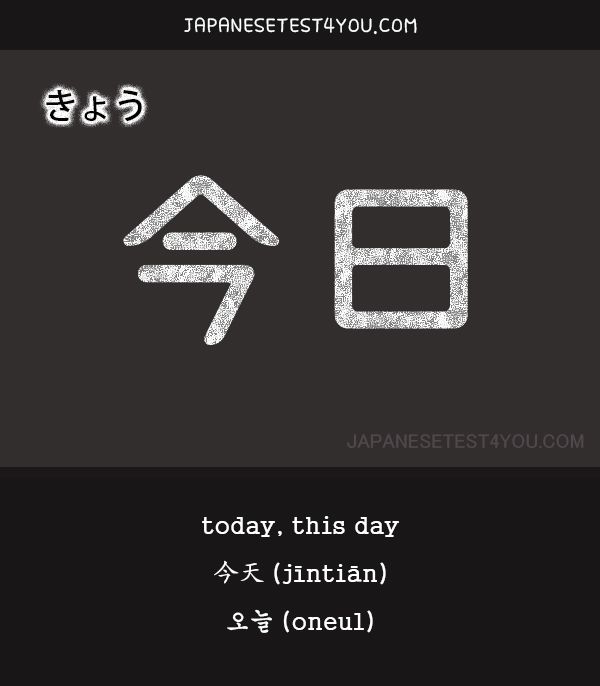 JAPANESETEST4YOU.COM
きょう
今日
JAPANESETEST4YOU.COM
today, this day
今天 (jīntiān)
오늘 (oneul)